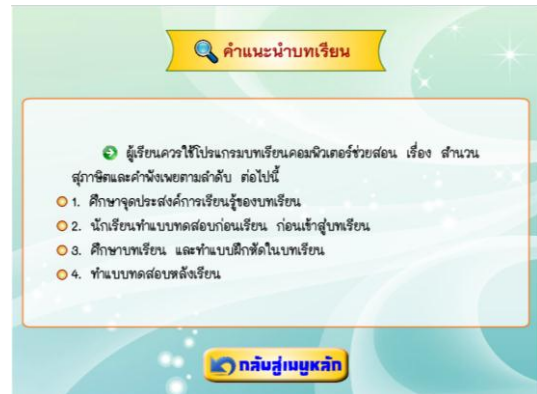 คำแนะนำบทเรียน
ผู้เรียนควรใช้โปรแกรมบทเรียนคอมพิวเตอร์ช่วยสอน เรื่อง สำนวน
สุภาษิตและคำพังเพยตามลำดับ ต่อไปนี้
1. ศึกษาจุดประสงค์การเรียนรู้ของบทเรียน
2. นักเรียนทำแบบทดสอบก่อนเรียน ก่อนเข้าสู่บทเรียน
3. ศึกษาบทเรียน และทำแบบฝึกหัดในบทเรียน
4. ทำแบบทดสอบหลังเรียน
กลับสู่เมนูหลัก